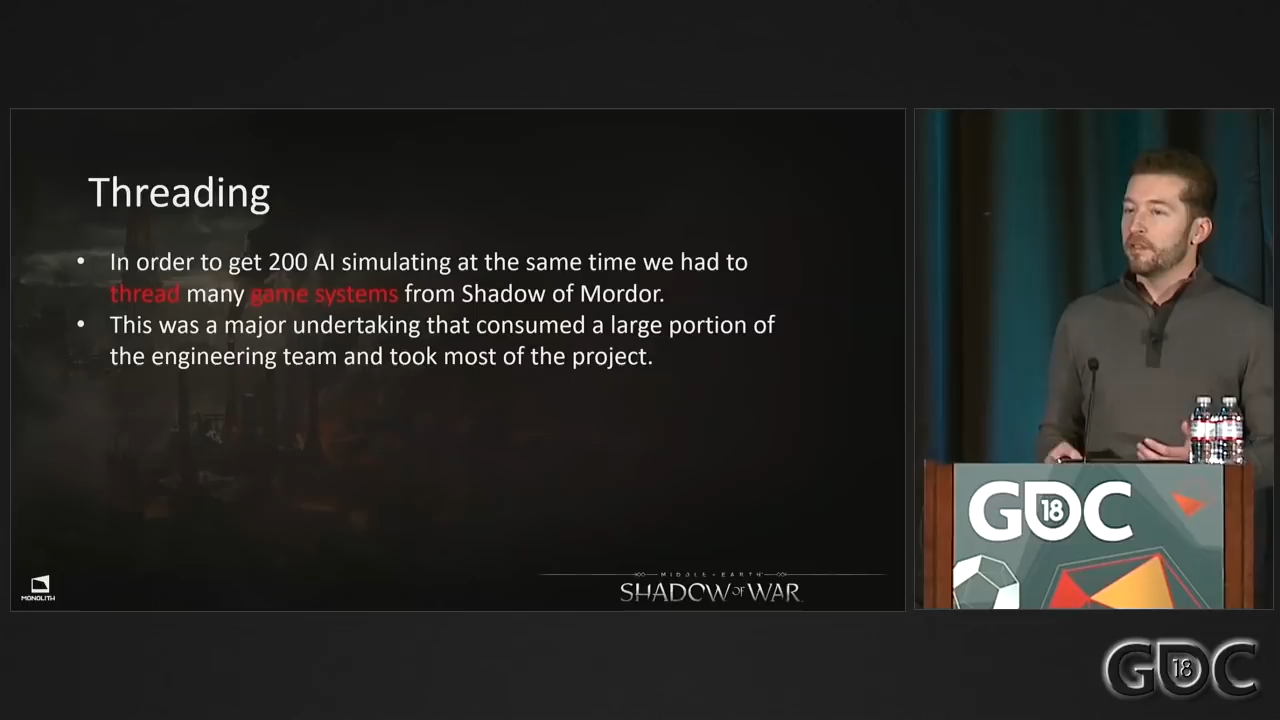 Threading
• In order to get 200 AI simulating at the same time we had to
thread many game systems from Shadow of Mordor.
• This was a major undertaking that consumed a large portion of
the engineering team and took most of the project.
MONOLITH
MIDDLE-EARTH
SHADOW OF WAR
GDC
18
GDC
18